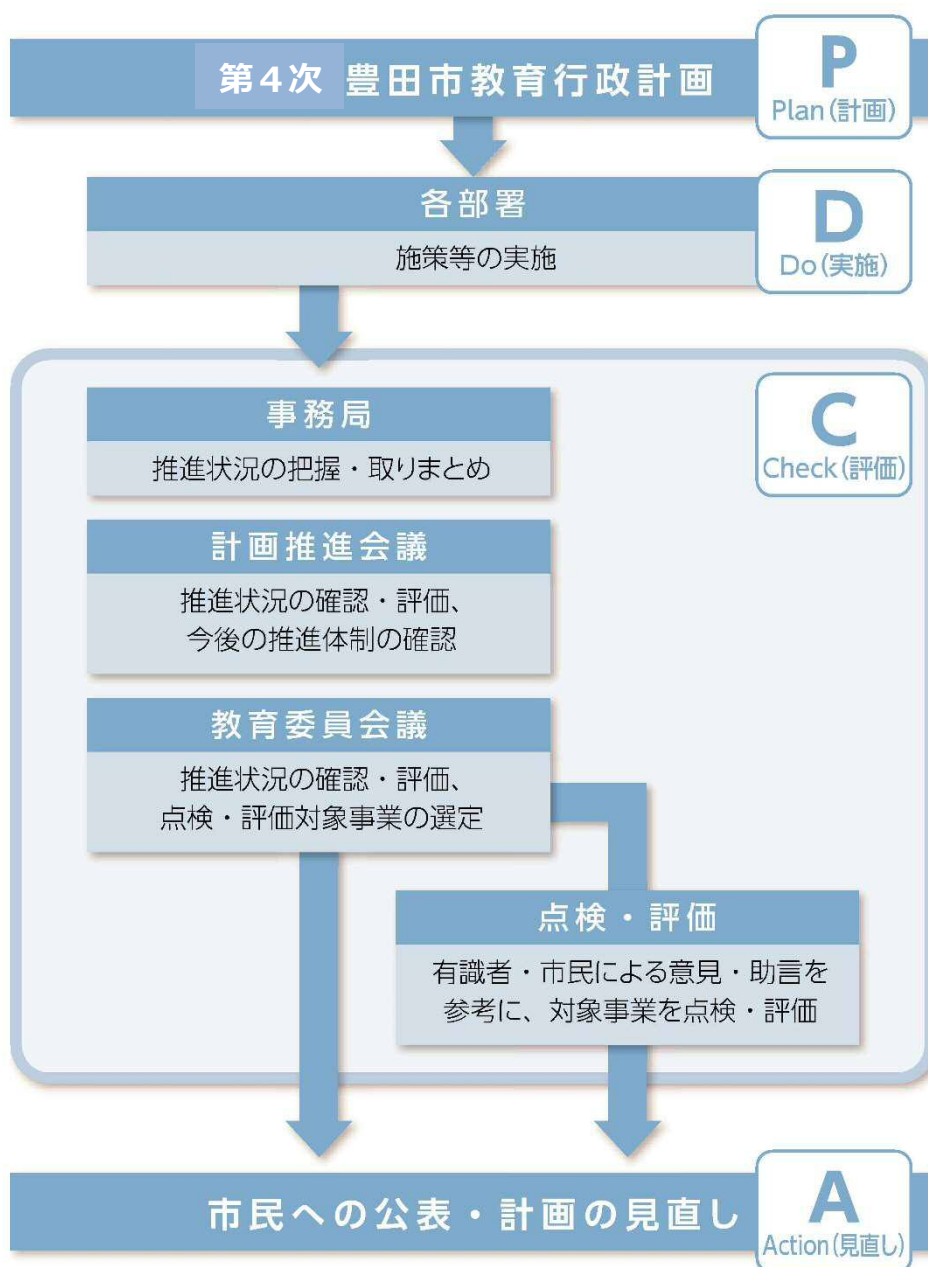 第4次 豊田市教育行政計画
P
Plan(計画)
各部署
施策等の実施
D
Do(実施)
事務局
推進状況の把握・取りまとめ
C
Check(評価)
計画推進会議
推進状況の確認・評価、
今後の推進体制の確認
教育委員会議
推進状況の確認・評価、
点検・評価対象事業の選定
点検・評価
有識者・市民による意見・助言を
参考に、対象事業を点検・評価
市民への公表・計画の見直し
A
Action(見直し)